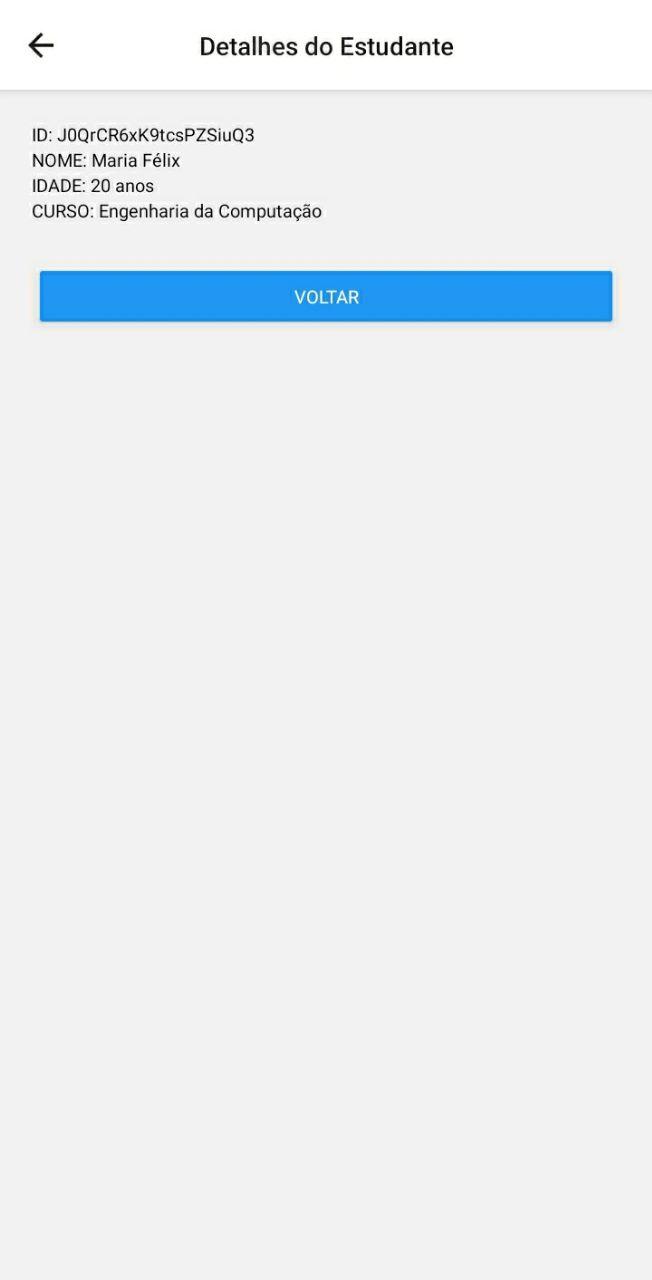 Detalhes do Estudante
ID: J0QrCR6xK9tcsPZSiuQ3
NOME: Maria Félix
IDADE: 20 anos
CURSO: Engenharia da Computação
VOLTAR